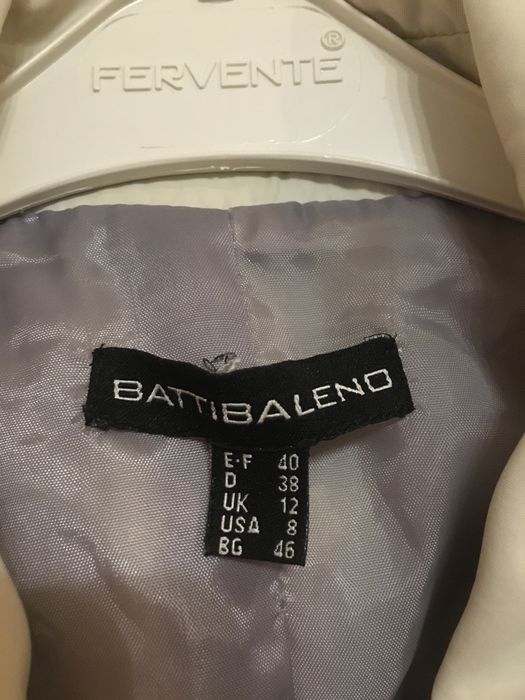 FERVENTE®
BATTIBALENO
E·F 40
D 38
UK 12
USA 8
BG 46